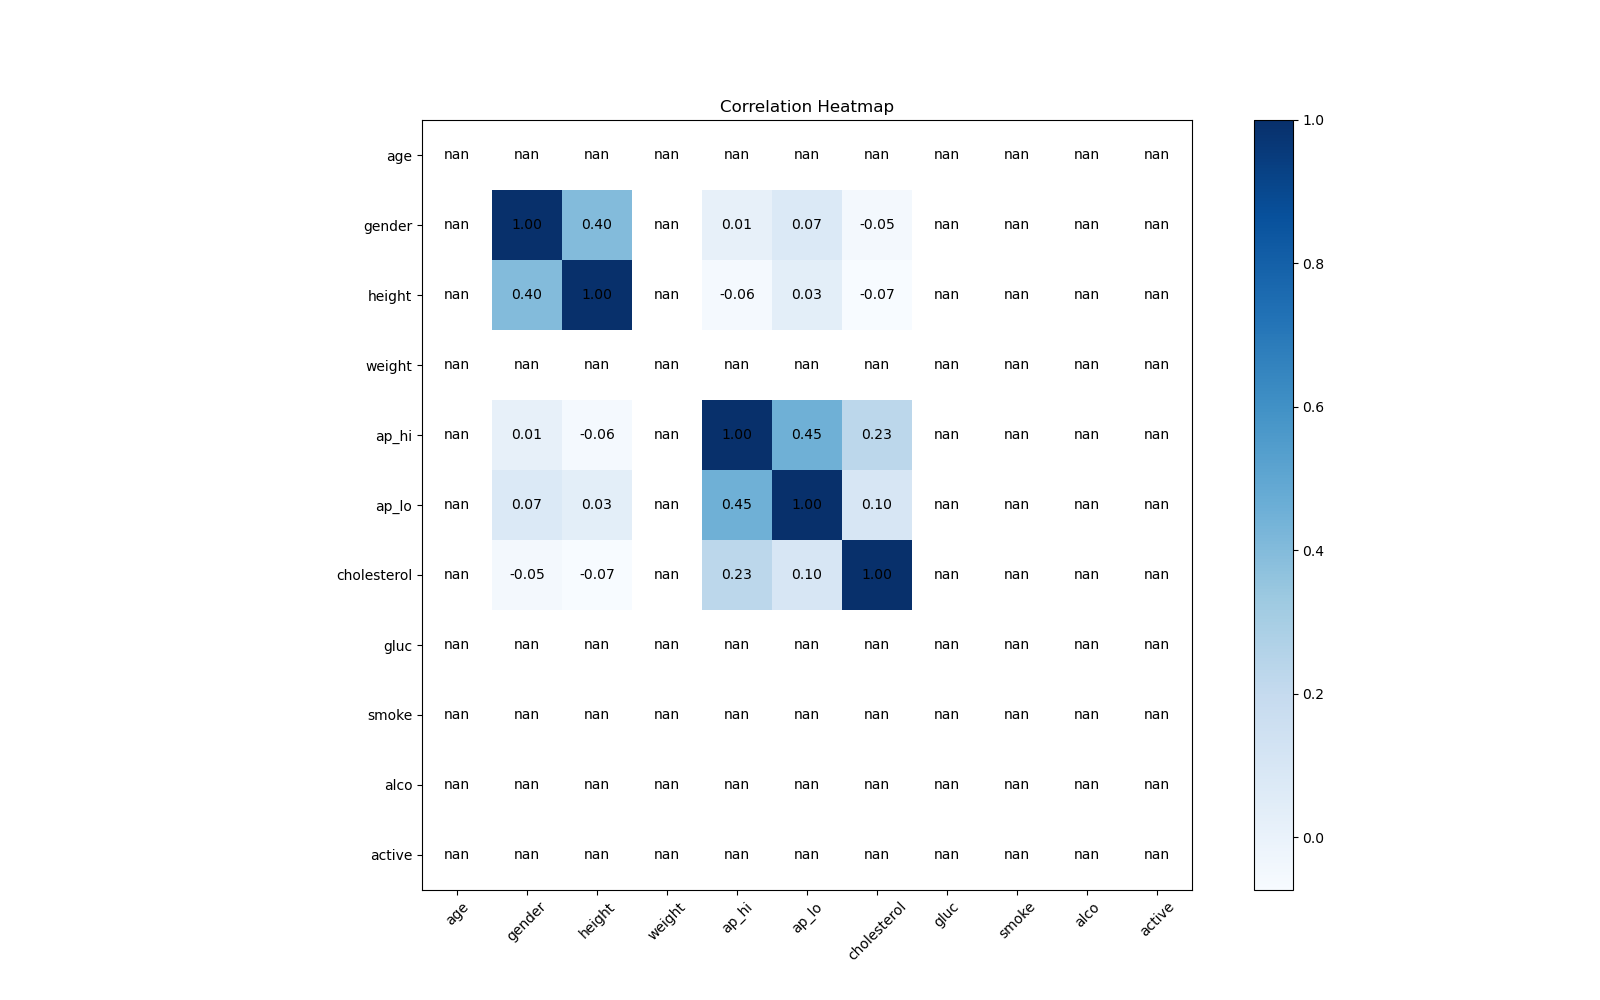 Correlation Heatmap
age nan nan nan nan nan nan nan nan nan nan nan
gender nan 1.00 0.40 nan 0.01 0.07 -0.05 nan nan nan nan
height nan 0.40 1.00 nan -0.06 0.03 -0.07 nan nan nan nan
weight nan nan nan nan nan nan nan nan nan nan nan
ap_hi nan 0.01 -0.06 nan 1.00 0.45 0.23 nan nan nan nan
ap_lo nan 0.07 0.03 nan 0.45 1.00 0.10 nan nan nan nan
cholesterol nan -0.05 -0.07 nan 0.23 0.10 1.00 nan nan nan nan
gluc nan nan nan nan nan nan nan nan nan nan nan
smoke nan nan nan nan nan nan nan nan nan nan nan
alco nan nan nan nan nan nan nan nan nan nan nan
active nan nan nan nan nan nan nan nan nan nan nan
age gender height weight ap_hi ap_lo cholesterol gluc smoke alco active
1.0
0.8
0.6
0.4
0.2
0.0